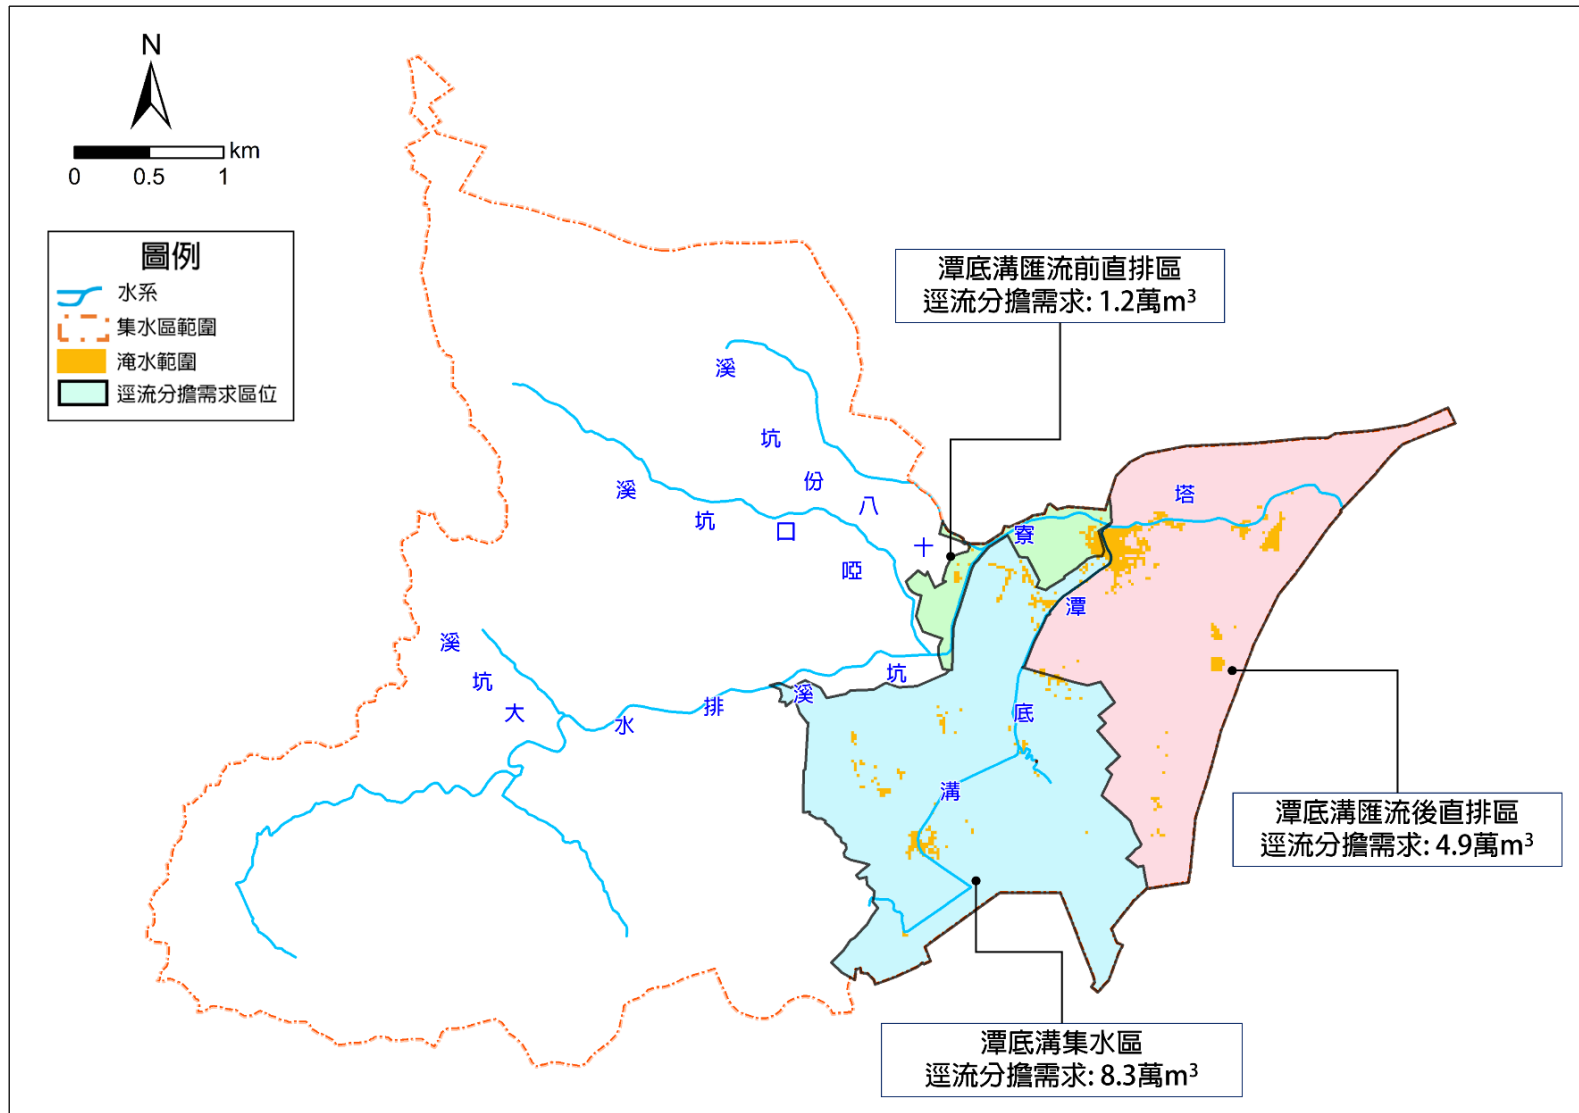 N
km
0 0.5 1
圖例
水系
集水區範圍
淹水範圍
逕流分擔需求區位
潭底溝匯流前直排區
逕流分擔需求: 1.2萬m³
潭底溝匯流後直排區
逕流分擔需求: 4.9萬m³
潭底溝集水區
逕流分擔需求: 8.3萬m³
溪
坑
份
八
十
溪
坑
口
啞
塔
寮
坑
溪
排
水
潭
底
溝
溪
坑
大